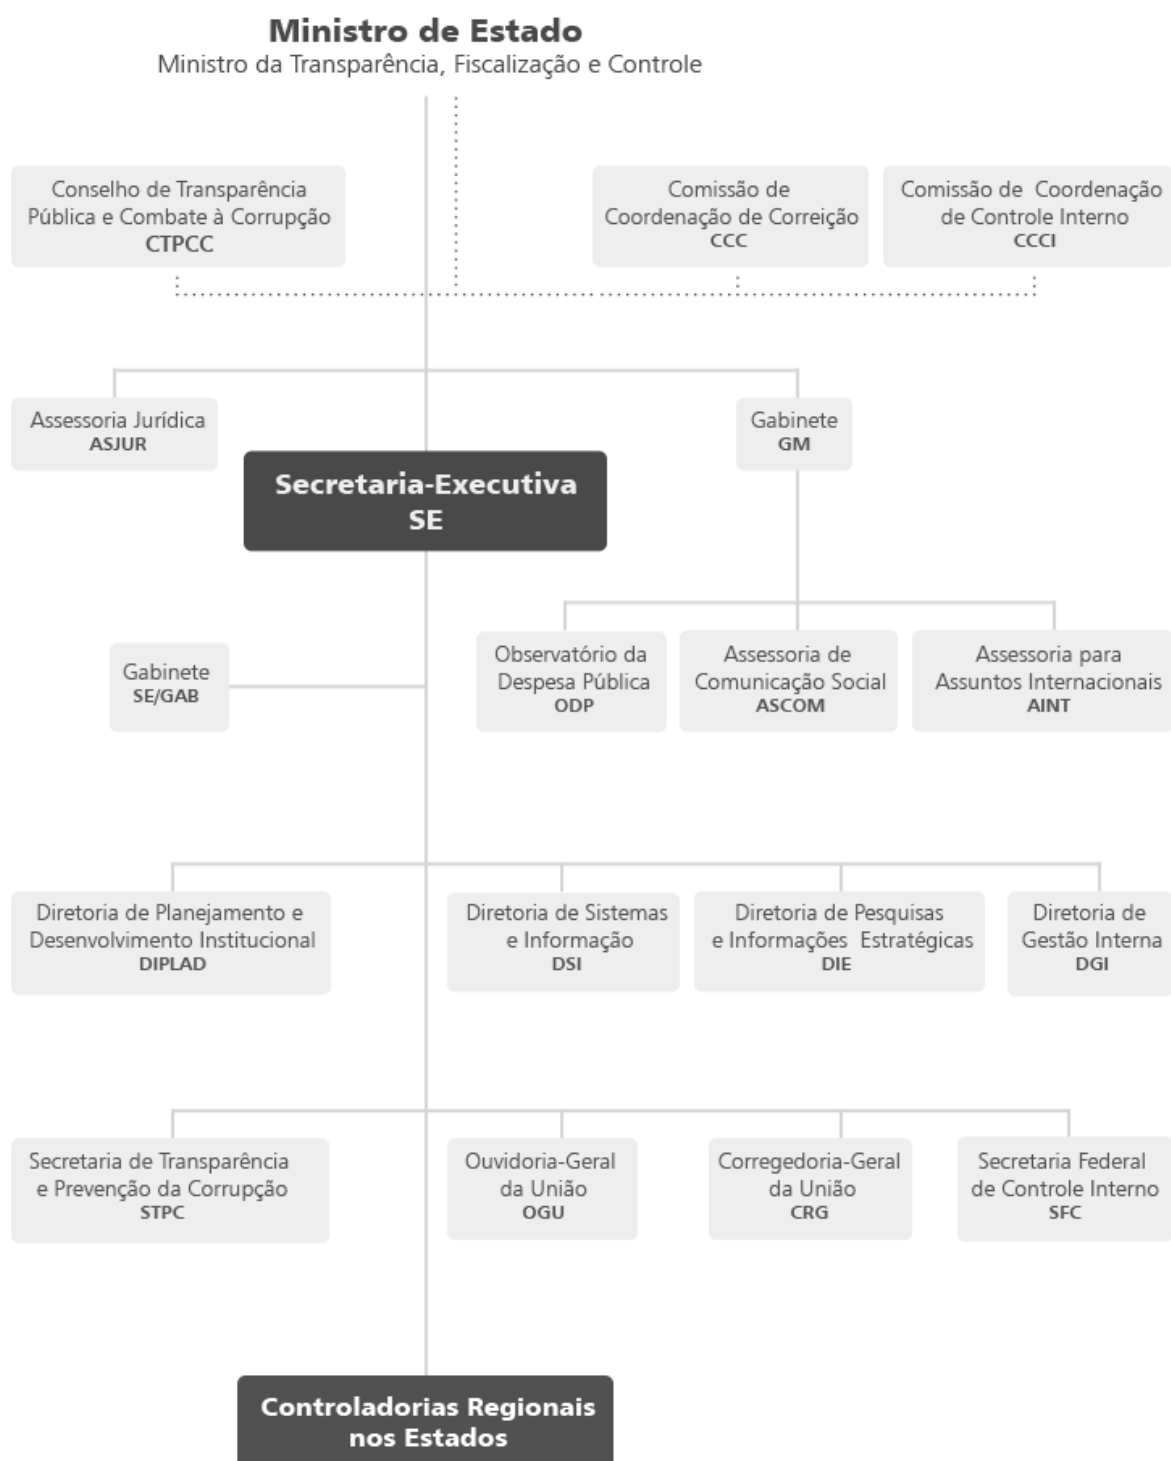 Ministro de Estado
Ministro da Transparência, Fiscalização e Controle
Conselho de Transparência
Pública e Combate à Corrupção
CTPCC
Comissão de
Coordenação de Correição
CCC
Comissão de Coordenação
de Controle Interno
CCCI
Assessoria Jurídica
ASJUR
Gabinete
GM
Secretaria-Executiva
SE
Gabinete
SE/GAB
Observatório da
Despesa Pública
ODP
Assessoria de
Comunicação Social
ASCOM
Assessoria para
Assuntos Internacionais
AINT
Diretoria de Planejamento e
Desenvolvimento Institucional
DIPLAD
Diretoria de Sistemas
e Informação
DSI
Diretoria de Pesquisas
e Informações Estratégicas
DIE
Diretoria de
Gestão Interna
DGI
Secretaria de Transparência
e Prevenção da Corrupção
STPC
Ouvidoria-Geral
da União
OGU
Corregedoria-Geral
da União
CRG
Secretaria Federal
de Controle Interno
SFC
Controladorias Regionais
nos Estados